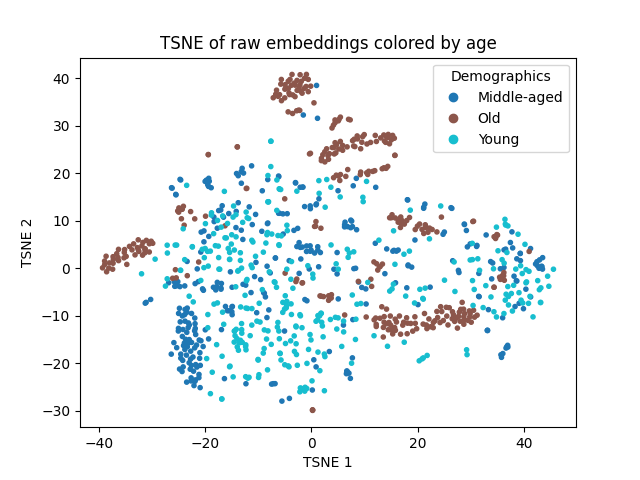 TSNE of raw embeddings colored by age
Demographics
Middle-aged
Old
Young
TSNE 2
40
30
20
10
0
−10
−20
−30
−40
−20
0
20
40
TSNE 1